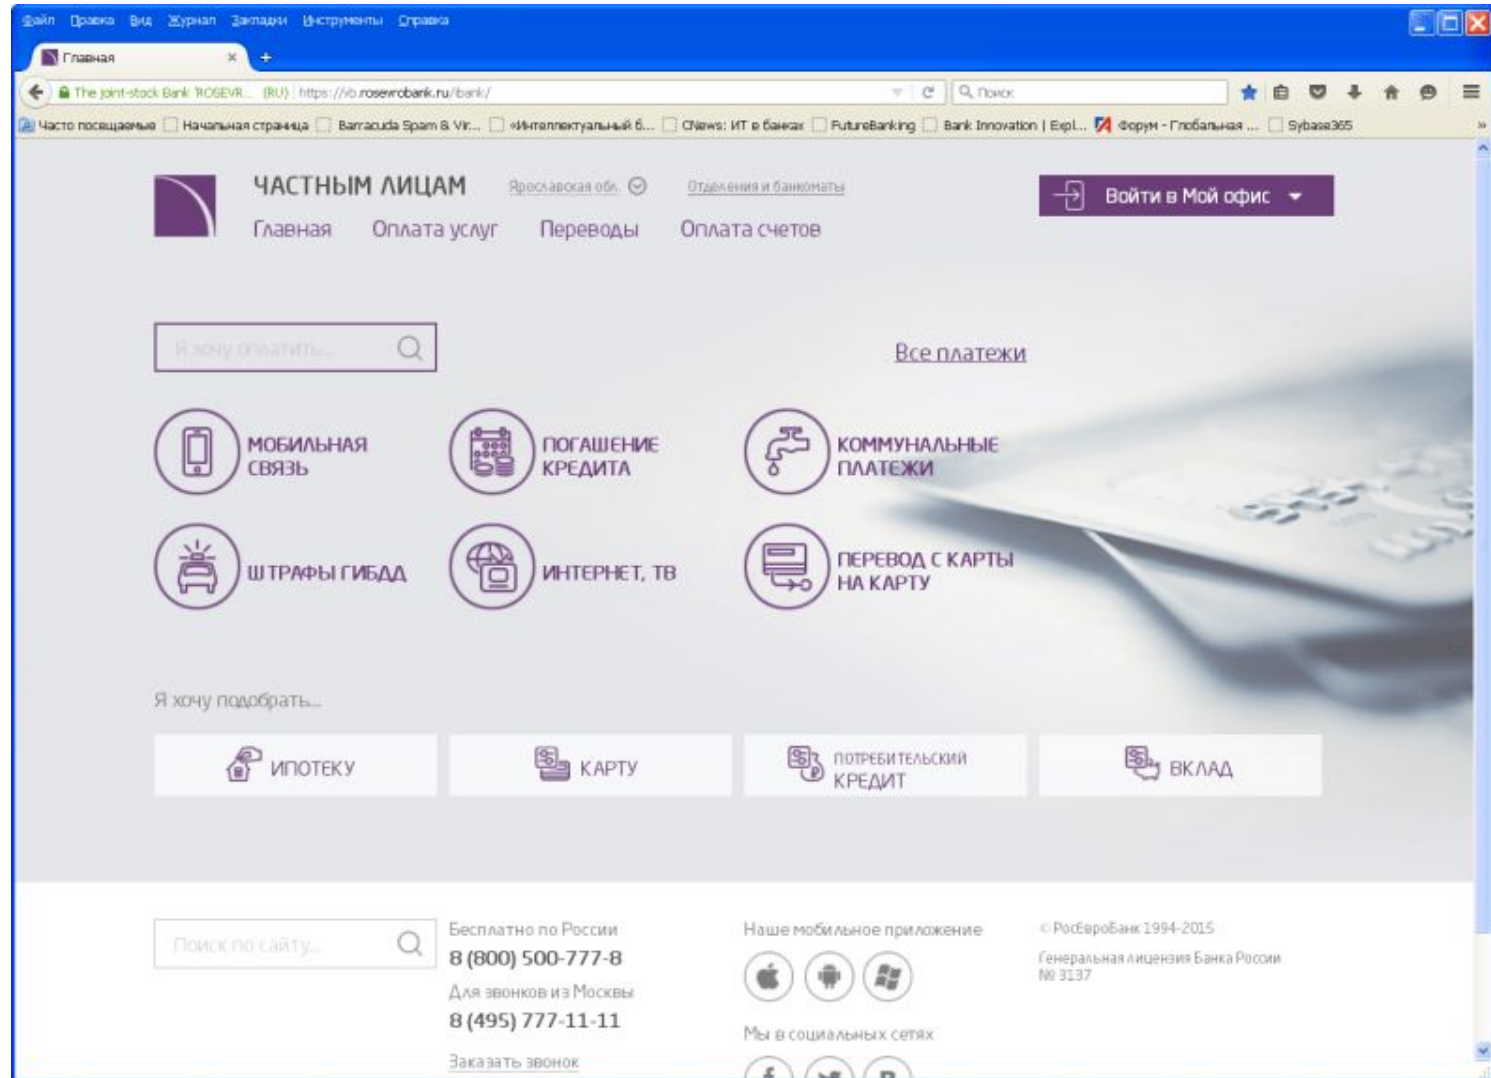 Файл Правка Вид Журнал Закладки Инструменты Справка
Главная
The joint-stock Bank 'ROSEVR... (RU) https://ib.rosevrobank.ru/ibank/ Поиск
Часто посещаемые Начальная страница Barracuda Spam & Vir... «Интеллектуальный б... CNews: ИТ в банках FutureBanking Bank Innovation | Expl... Форум - Глобальная ... Sybase365
ЧАСТНЫМ ЛИЦАМ Ярославская обл. Отделения и банкоматы
Войти в Мой офис
Главная Оплата услуг Переводы Оплата счетов
Я хочу оплатить...
Все платежи
МОБИЛЬНАЯ
СВЯЗЬ
ПОГАШЕНИЕ
КРЕДИТА
КОММУНАЛЬНЫЕ
ПЛАТЕЖИ
ШТРАФЫ ГИБДД
ИНТЕРНЕТ, ТВ
ПЕРЕВОД С КАРТЫ
НА КАРТУ
Я хочу подобрать...
ИПОТЕКУ
КАРТУ
ПОТРЕБИТЕЛЬСКИЙ
КРЕДИТ
ВКЛАД
Поиск по сайту...
Бесплатно по России
8 (800) 500-777-8
Для звонков из Москвы
8 (495) 777-11-11
Заказать звонок
Наше мобильное приложение
Мы в социальных сетях
© РосЕвроБанк 1994-2015
Генеральная лицензия Банка России
№ 3137